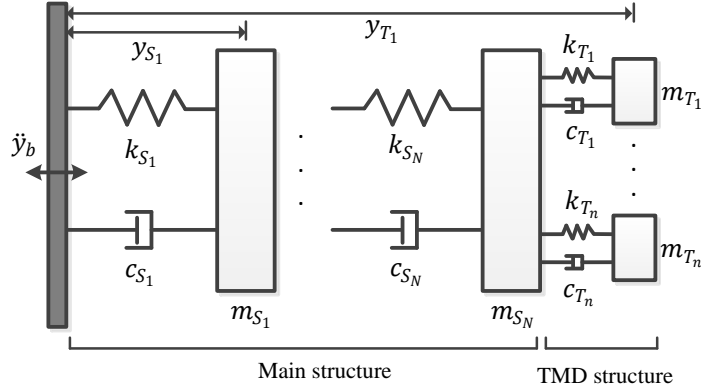 y_{T_1}
y_{S_1}
k_{T_1}
m_{T_1}
c_{T_1}
ÿ_b
k_{S_1}
k_{S_N}
k_{T_n}
m_{T_n}
c_{T_n}
c_{S_1}
c_{S_N}
m_{S_1}
m_{S_N}
Main structure
TMD structure